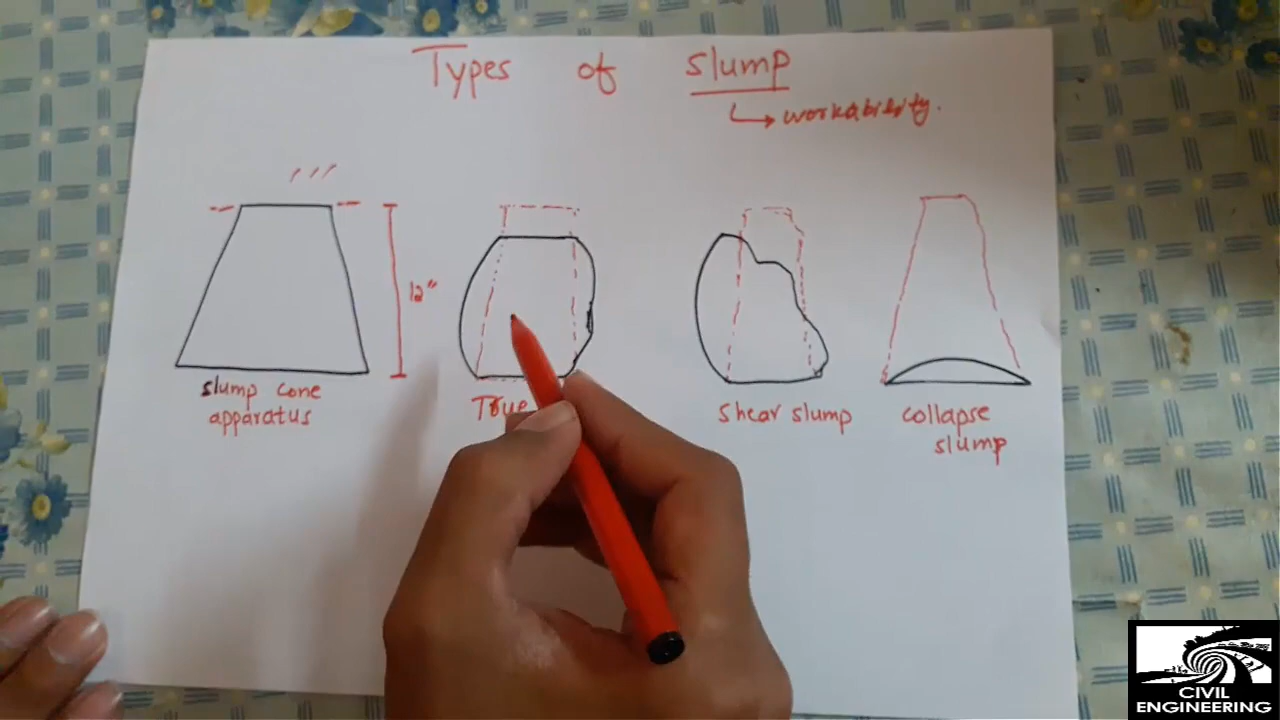 Types of slump
workability.
12"
slump cone
apparatus
True
shear slump
collapse
slump
CIVIL
ENGINEERING